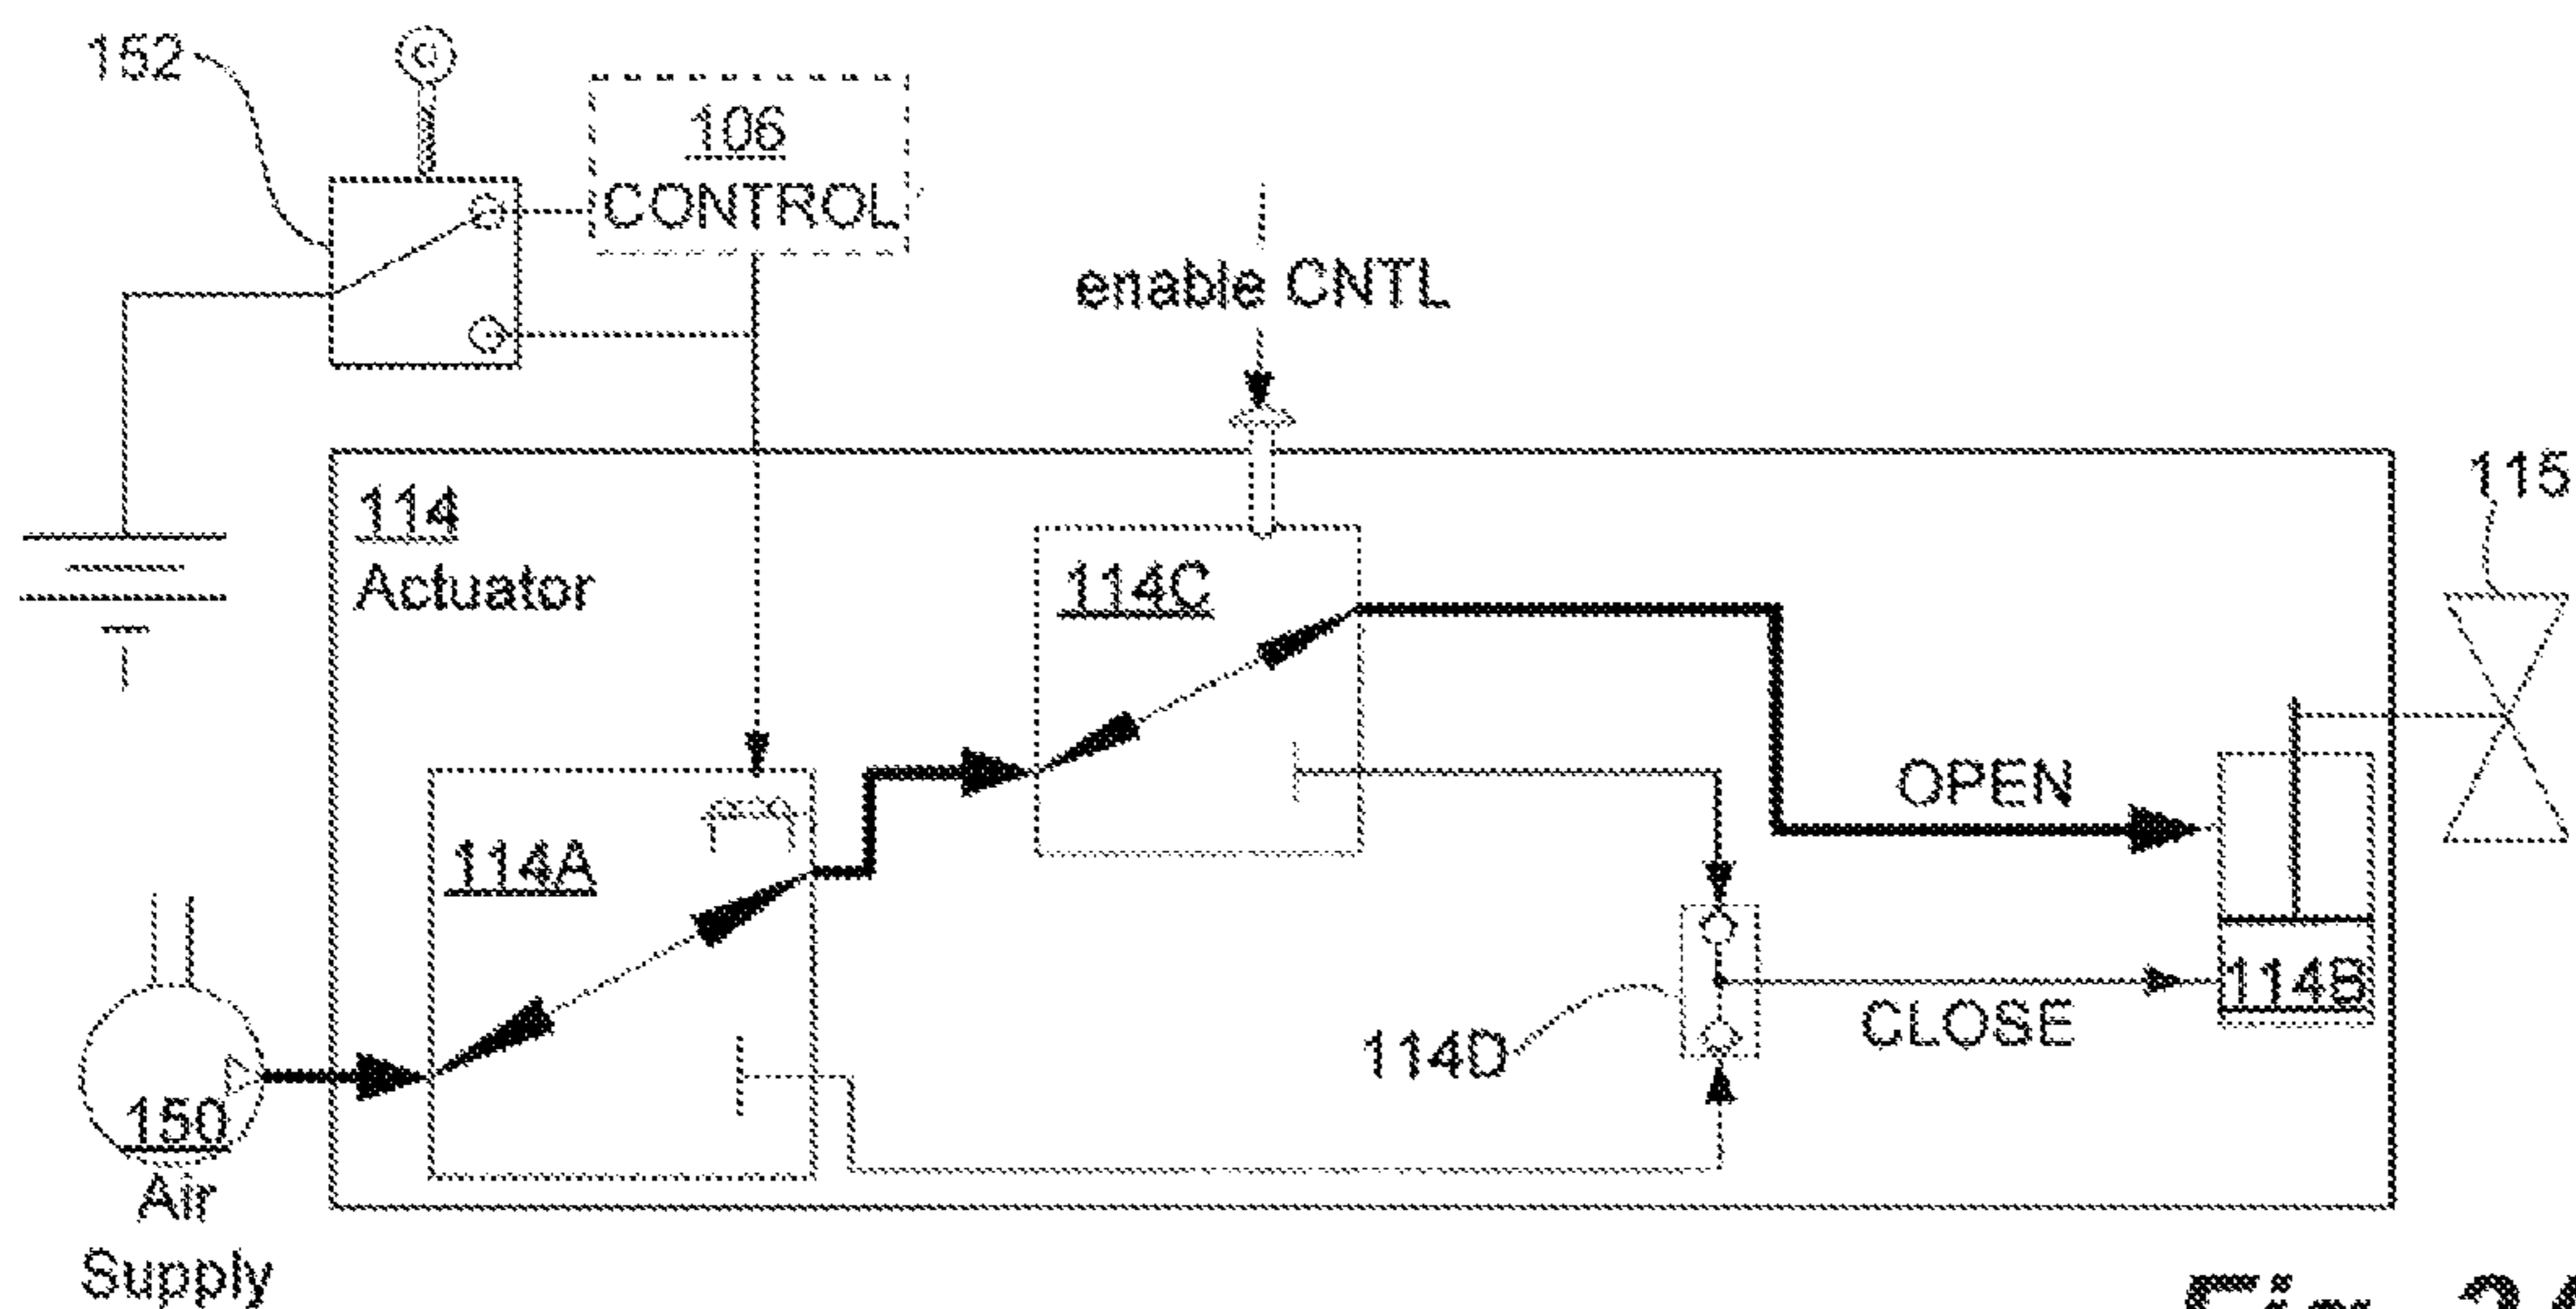 152
106
CONTROL
enable CNTL
114
Actuator
115
114C
114A
OPEN
114B
CLOSE
114D
150
Air
Supply